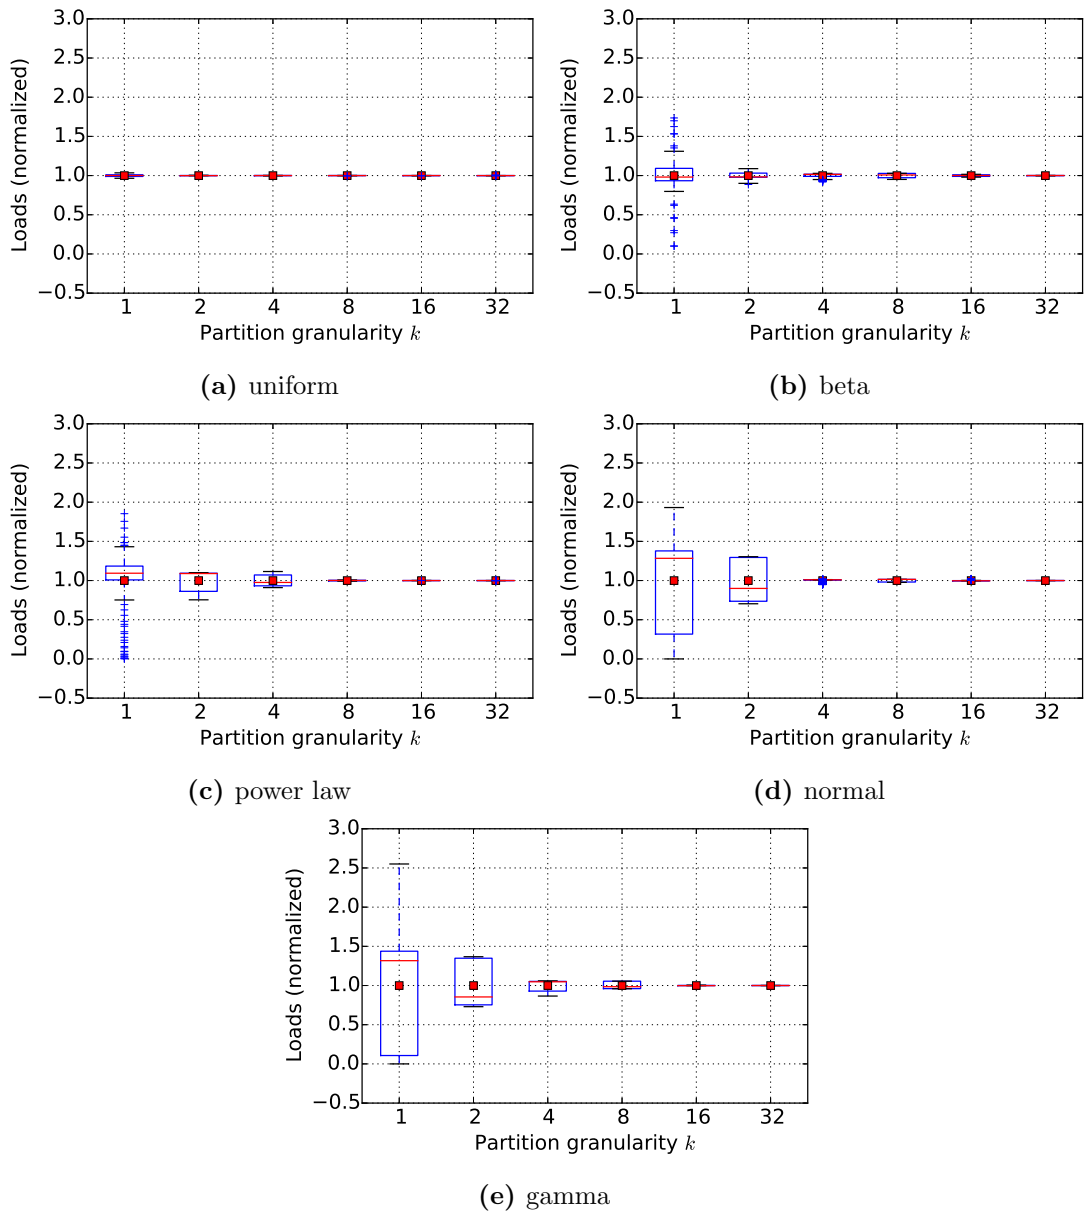 3.0
2.5
2.0
1.5
1.0
0.5
0.0
−0.5
Loads (normalized)
1 2 4 8 16 32
Partition granularity k
(a) uniform
3.0
2.5
2.0
1.5
1.0
0.5
0.0
−0.5
Loads (normalized)
1 2 4 8 16 32
Partition granularity k
(b) beta
3.0
2.5
2.0
1.5
1.0
0.5
0.0
−0.5
Loads (normalized)
1 2 4 8 16 32
Partition granularity k
(c) power law
3.0
2.5
2.0
1.5
1.0
0.5
0.0
−0.5
Loads (normalized)
1 2 4 8 16 32
Partition granularity k
(d) normal
3.0
2.5
2.0
1.5
1.0
0.5
0.0
−0.5
Loads (normalized)
1 2 4 8 16 32
Partition granularity k
(e) gamma